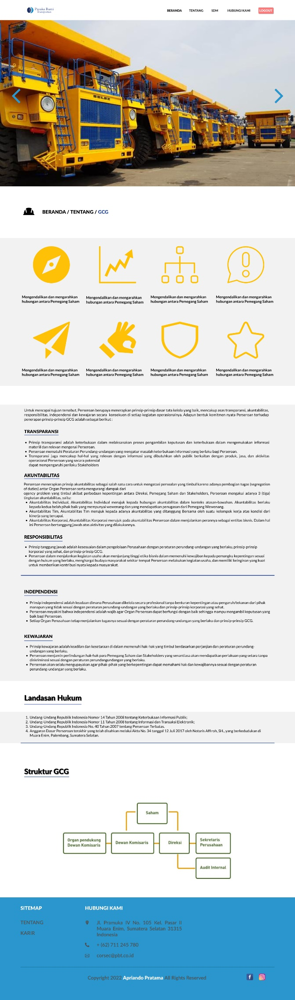 Pusaka Bumi
Transportasi
BERANDA TENTANG SDM HUBUNGI KAMI LOGOUT
BELAZ
BERANDA / TENTANG / GCG
Mengendalikan dan mengarahkan
hubungan antara Pemegang Saham
Mengendalikan dan mengarahkan
hubungan antara Pemegang Saham
Mengendalikan dan mengarahkan
hubungan antara Pemegang Saham
Mengendalikan dan mengarahkan
hubungan antara Pemegang Saham
Mengendalikan dan mengarahkan
hubungan antara Pemegang Saham
Mengendalikan dan mengarahkan
hubungan antara Pemegang Saham
Mengendalikan dan mengarahkan
hubungan antara Pemegang Saham
Mengendalikan dan mengarahkan
hubungan antara Pemegang Saham
Untuk mencapai tujuan tersebut, Perseroan berupaya menerapkan prinsip-prinsip dasar tata kelola yang baik, mencakup asas transparansi, akuntabilitas,
responsibilitas, independensi dan kewajaran secara konsekuen di setiap kegiatan operasionalnya. Adapun bentuk komitmen nyata Perseroan terhadap
penerapan prinsip-prinsip GCG adalah sebagai berikut :
TRANSPARANSI
• Prinsip transparansi adalah keterbukaan dalam melaksanakan proses pengambilan keputusan dan keterbukaan dalam mengemukakan informasi
materiil dan relevan mengenai Perseroan.
• Perseroan mematuhi Peraturan Perundang-undangan yang mengatur masalah keterbukaan informasi yang berlaku bagi Perseroan.
• Transparansi juga mencakup hal-hal yang relevan dengan informasi yang dibutuhkan oleh publik berkaitan dengan produk, jasa, dan aktivitas
operasional Perseroan yang secara potensial
dapat mempengaruhi perilaku Stakeholders
AKUNTABILITAS
Perseroan menerapkan prinsip akuntabilitas sebagai salah satu cara untuk mengatasi persoalan yang timbul karena adanya pembagian tugas (segregation
of duties) antar Organ Perseroan serta mengurangi dampak dari
agency problem yang timbul akibat perbedaan kepentingan antara Direksi, Pemegang Saham dan Stakeholders, Perseroan mengakui adanya 3 (tiga)
tingkatan akuntabilitas, yaitu:
• Akuntabilitas Individual, Akuntabilitas Individual merujuk kepada hubungan akuntabilitas dalam konteks atasan-bawahan. Akuntabilitas berlaku
kepada kedua belah pihak baik yang mempunyai wewenang dan yang mendapatkan penugasan dari Pemegang Wewenang.
• Akuntabilitas Tim, Akuntabilitas Tim merujuk kepada adanya akuntabilitas yang ditanggung Bersama oleh suatu kelompok kerja atas kondisi dari
kinerja yang tercapai.
• Akuntabilitas Korporasi, Akuntabilitas Korporasi merujuk pada akuntabilitas Perseroan dalam menjalankan perannya sebagai entitas bisnis. Dalam hal
ini Perseroan bertanggung jawab atas aktivitas yang dilakukannya.
RESPONSIBILITAS
• Prinsip tanggung jawab adalah kesesuaian dalam pengelolaan Perusahaan dengan peraturan perundang-undangan yang berlaku, prinsip-prinsip
korporasi yang sehat, dan prinsip-prinsip GCG.
• Perseroan dalam menjalankan kegiatan usaha akan menjunjung tinggi etika bisnis dalam memenuhi kewajiban kepada pemangku kepentingan sesuai
dengan hukum yang berlaku, menghargai budaya masyarakat sekitar tempat Perseroan melakukan kegiatan usaha, dan memiliki keinginan yang kuat
untuk memberikan kontribusi nyata kepada masyarakat.
INDEPENDENSI
• Prinsip independensi adalah keadaan dimana Perusahaan dikelola secara profesional tanpa benturan kepentingan atau pengaruh/tekanan dari pihak
manapun yang tidak sesuai dengan peraturan perundang-undangan yang berlaku dan prinsip-prinsip korporasi yang sehat.
• Perseroan meyakini bahwa independensi adalah wajib agar Organ Perseroan dapat berfungsi dengan baik sehingga mampu mengambil keputusan yang
baik bagi Perseroan.
• Setiap Organ Perusahaan tetap menjalankan tugasnya sesuai dengan peraturan perundang-undangan yang berlaku dan prinsip-prinsip GCG.
KEWAJARAN
• Prinsip kewajaran adalah keadilan dan kesetaraan di dalam memenuhi hak-hak yang timbul berdasarkan perjanjian dan peraturan perundang-
undangan yang berlaku.
• Perseroan menjamin perlindungan hak-hak para Pemegang Saham dan Stakeholders yang senantiasa akan mendapatkan perlakuan yang setara tanpa
diskriminasi sesuai dengan peraturan perundangundangan yang berlaku.
• Perseroan akan selalu mengupayakan agar pihak-pihak yang berkepentingan dapat memahami hak dan kewajibannya sesuai dengan peraturan
perundang-undangan yang berlaku.
Landasan Hukum
1. Undang-Undang Republik Indonesia Nomor 14 Tahun 2008 tentang Keterbukaan Informasi Publik;
2. Undang-Undang Republik Indonesia Nomor 11 Tahun 2008 tentang Informasi dan Transaksi Elektronik;
3. Undang-Undang Republik Indonesia No. 40 Tahun 2007 tentang Perseroan Terbatas.
4. Anggaran Dasar Perseroan terakhir yang telah disahkan melalui Akta No. 34 tanggal 12 Juli 2017 oleh Notaris Affiroh, SH., yang berkedudukan di
Muara Enim, Palembang, Sumatera Selatan.
Struktur GCG
Saham
Organ pendukung
Dewan Komisaris
Dewan Komisaris
Direksi
Sekretaris
Perusahaan
Audit Internal
SITEMAP
TENTANG
KARIR
HUBUNGI KAMI
Jl. Pramuka IV No. 105 Kel. Pasar II
Muara Enim, Sumatera Selatan 31315
Indonesia
+ (62) 711 245 780
corsec@pbt.co.id
Copyright 2022 Apriando Pratama All Rights Reserved